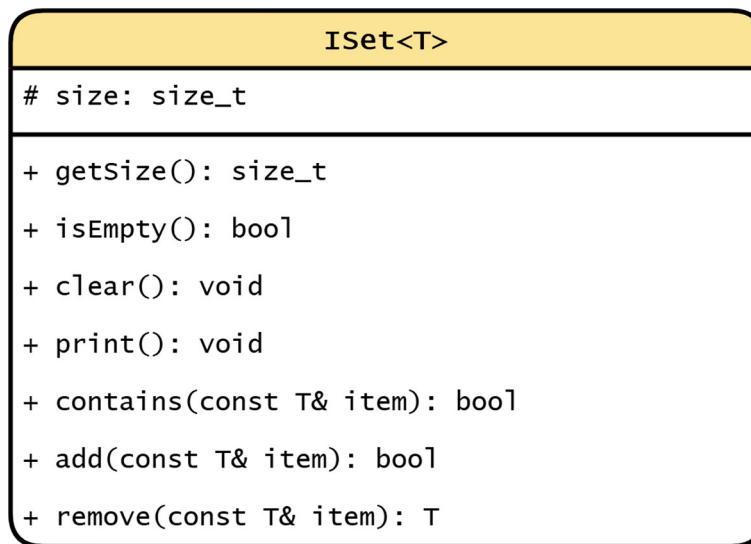 ISet<T>
# size: size_t
+ getSize(): size_t
+ isEmpty(): bool
+ clear(): void
+ print(): void
+ contains(const T& item): bool
+ add(const T& item): bool
+ remove(const T& item): T